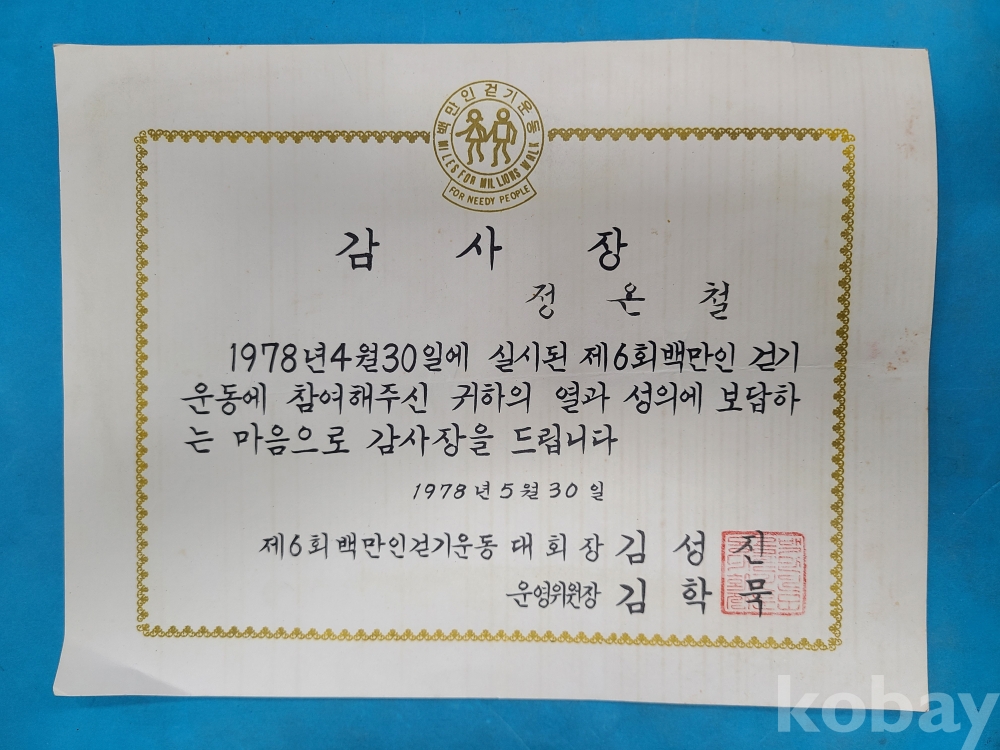 백만인걷기운동
MILES FOR MILLIONS WALK
FOR NEEDY PEOPLE
감 사 장
정 온 철
1978년4월30일에 실시된 제6회백만인 걷기
운동에 참여해주신 귀하의 열과 성의에 보답하
는 마음으로 감사장을 드립니다
1978년5월30일
제6회백만인걷기운동 대회장 김 성 진
운영위원장 김 학 묵
kobay